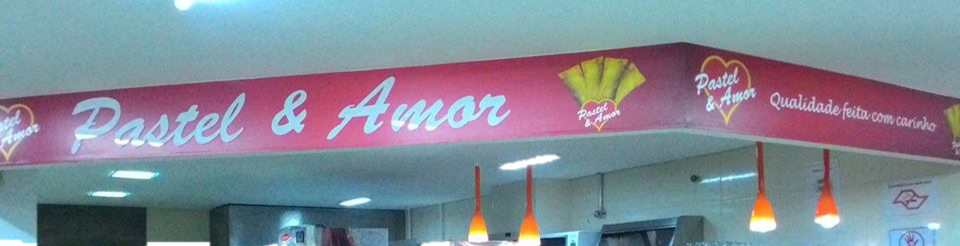 Pastel
& Amor
Pastel & Amor
Pastel
& Amor
Pastel
& Amor
Qualidade feita com carinho